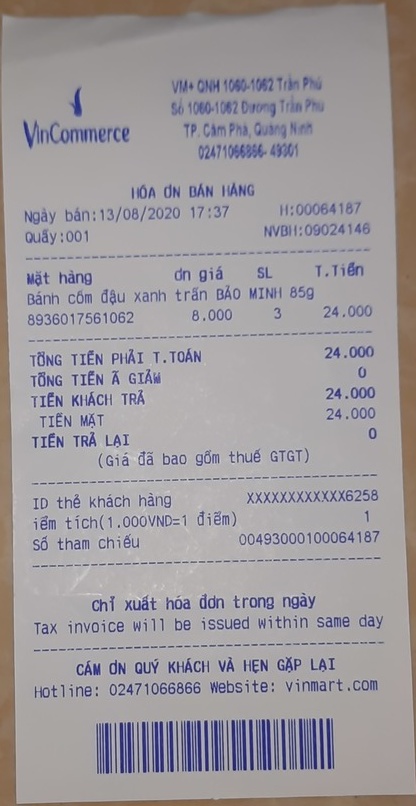 VinCommerce
VM+ QNH 1060-1062 Trần Phú
Số 1060-1062 Đường Trần Phú
TP. Cẩm Phả, Quảng Ninh
02471066866- 49301
HÓA ƠN BÁN HÀNG
Ngày bán:13/08/2020 17:37 H:00064187
Quầy:001 NVBH:09024146
Mặt hàng ơn giá SL T.Tiền
Bánh cốm đậu xanh trần BẢO MINH 85g
8936017561062 8.000 3 24.000
TỔNG TIỀN PHẢI T.TOÁN 24.000
TỔNG TIỀN Ã GIẢM 0
TIỀN KHÁCH TRẢ 24.000
TIỀN MẶT 24.000
TIỀN TRẢ LẠI 0
(Giá đã bao gồm thuế GTGT)
ID thẻ khách hàng XXXXXXXXXXXX6258
iểm tích(1.000VND=1 điểm) 1
Số tham chiếu 00493000100064187
Chỉ xuất hóa đơn trong ngày
Tax invoice will be issued within same day
CÁM ƠN QUÝ KHÁCH VÀ HẸN GẶP LẠI
Hotline: 02471066866 Website: vinmart.com